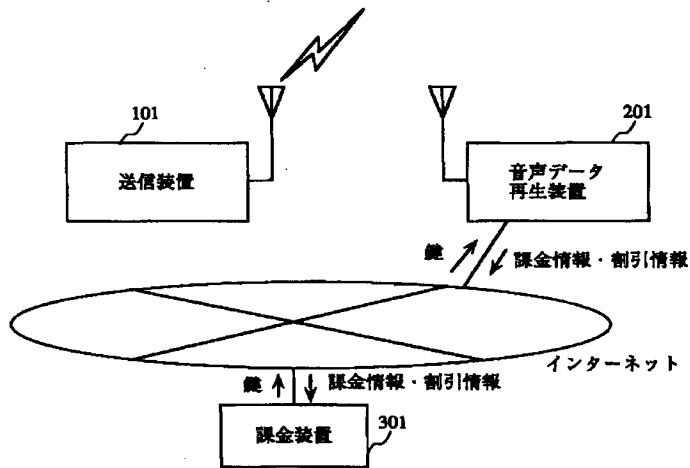 101
送信装置
201
音声データ
再生装置
鍵
課金情報・割引情報
インターネット
鍵
課金情報・割引情報
課金装置
301